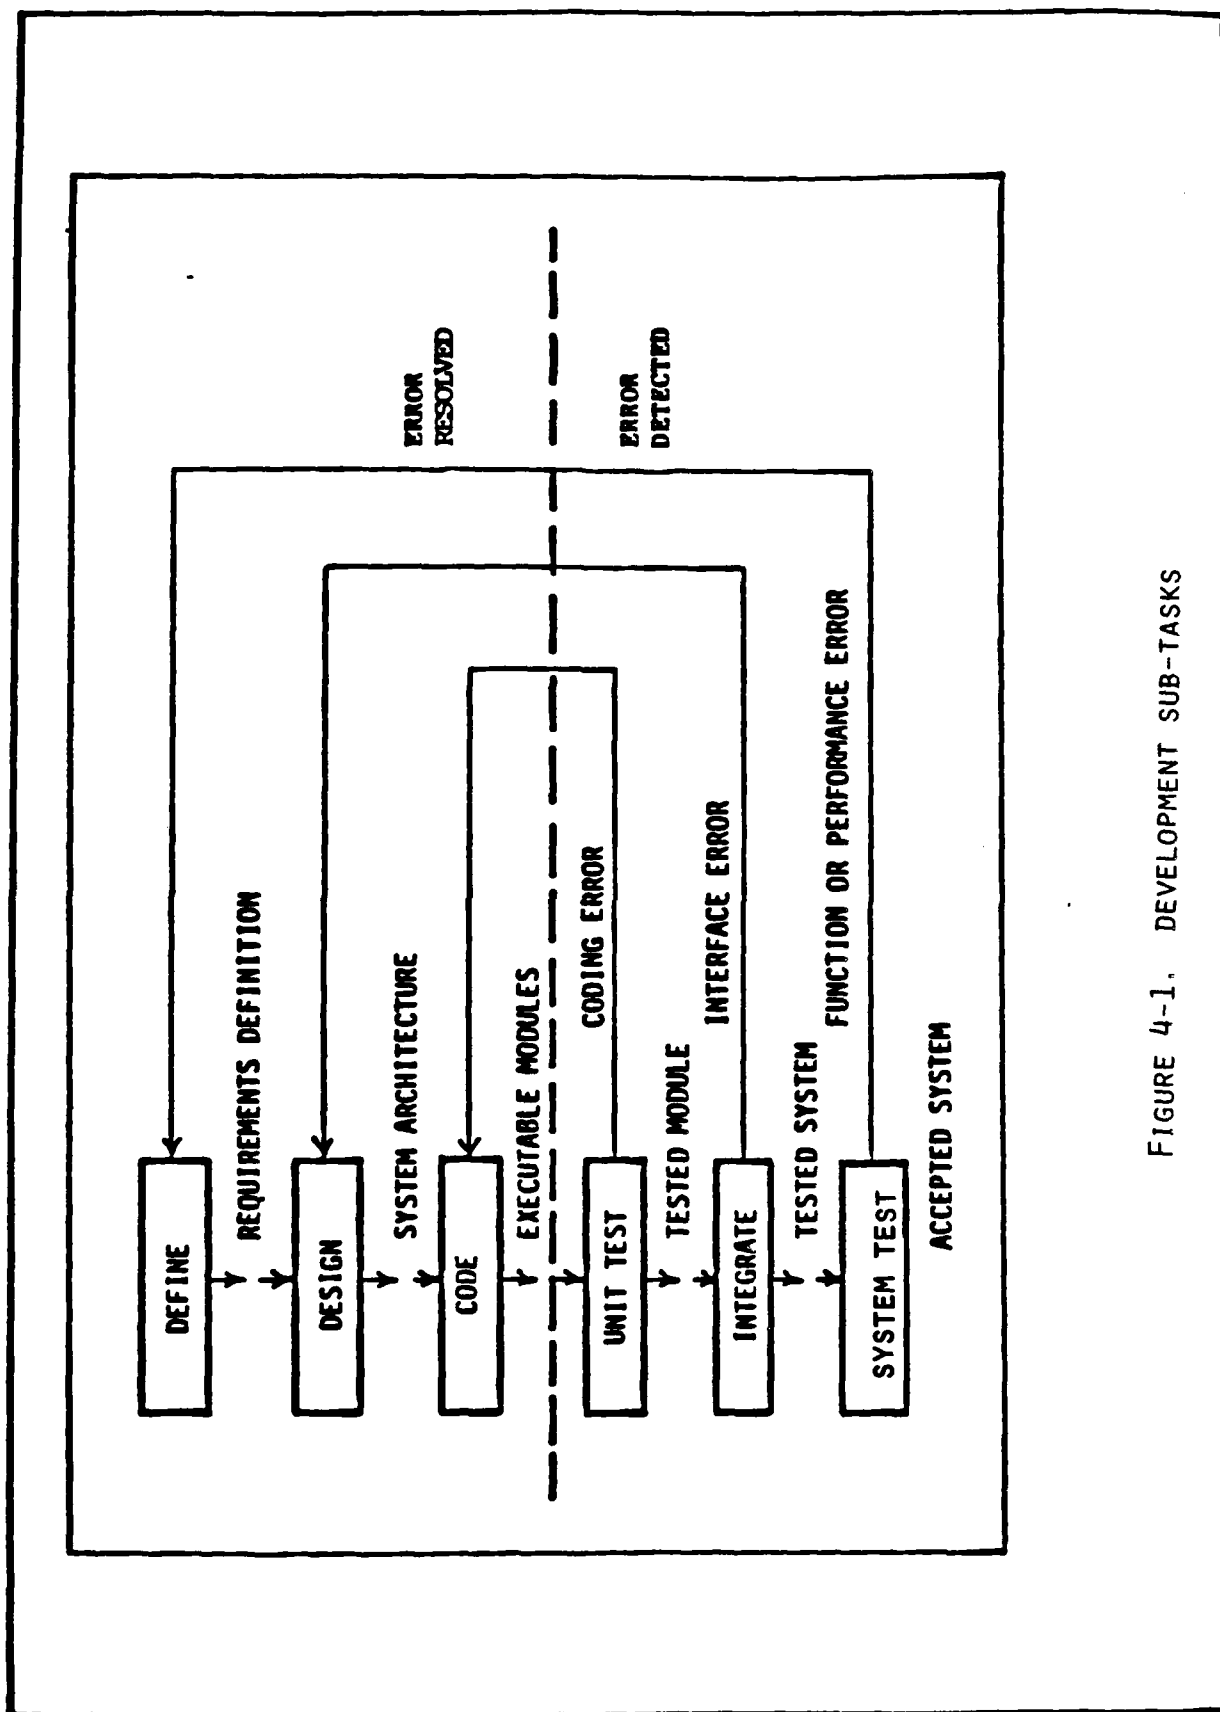 DEFINE
REQUIREMENTS DEFINITION
DESIGN
SYSTEM ARCHITECTURE
CODE
EXECUTABLE MODULES
ERROR
RESOLVED
ERROR
DETECTED
CODING ERROR
UNIT TEST
TESTED MODULE
INTERFACE ERROR
INTEGRATE
TESTED SYSTEM
FUNCTION OR PERFORMANCE ERROR
SYSTEM TEST
ACCEPTED SYSTEM
FIGURE 4-1. DEVELOPMENT SUB-TASKS